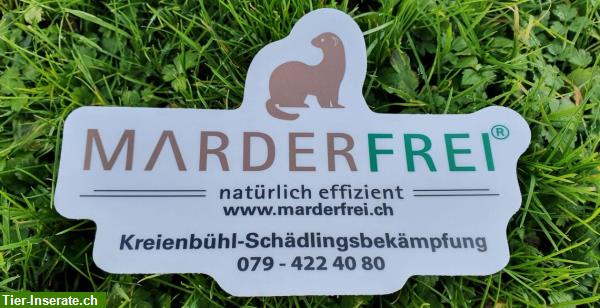 MARDERFREI®
natürlich effizient
www.marderfrei.ch
Kreienbühl-Schädlingsbekämpfung
079 - 422 40 80
Tier-Inserate.ch